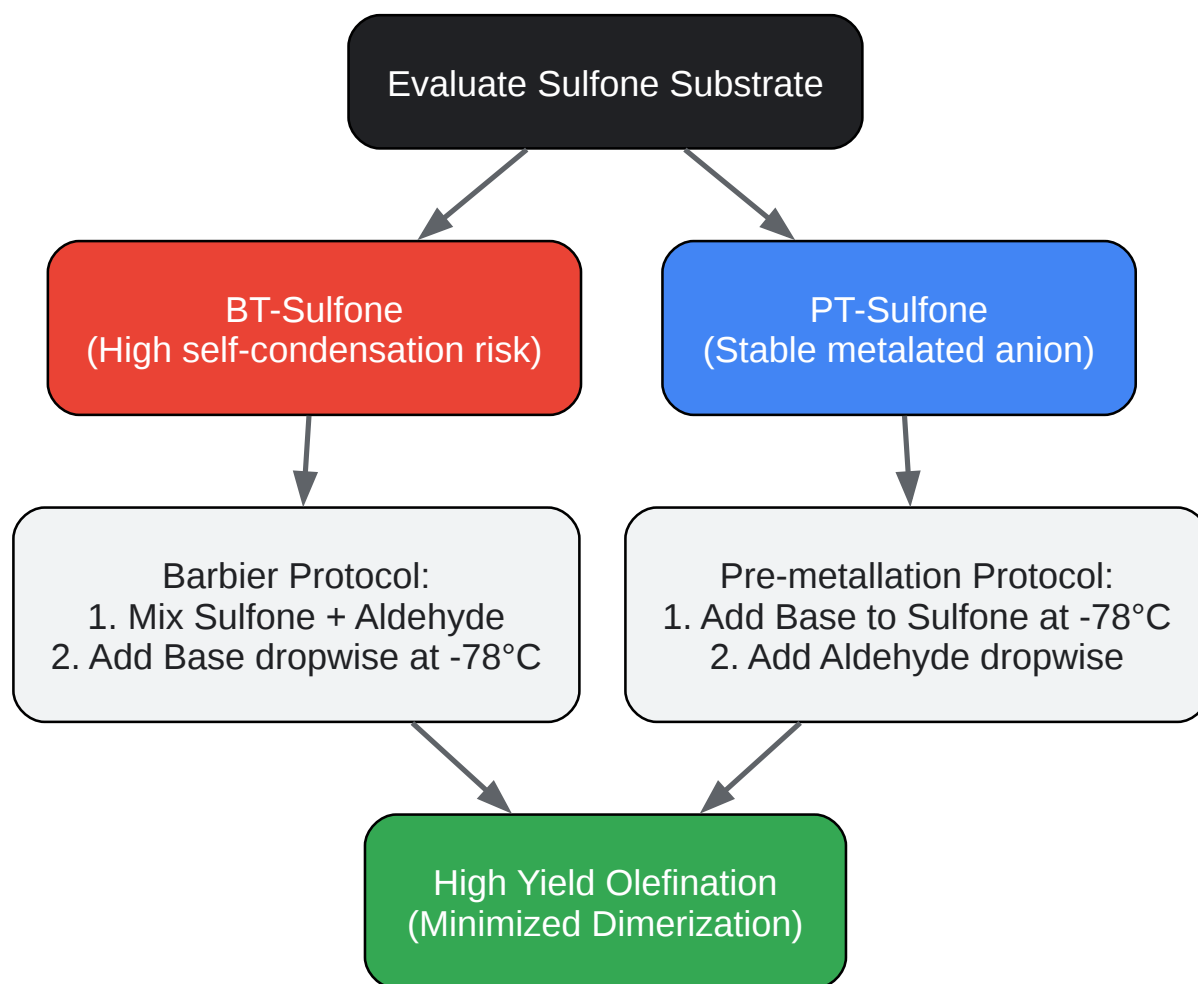 Evaluate Sulfone Substrate
BT-Sulfone
(High self-condensation risk)
PT-Sulfone
(Stable metalated anion)
Barbier Protocol:
1. Mix Sulfone + Aldehyde
2. Add Base dropwise at -78°C
Pre-metallation Protocol:
1. Add Base to Sulfone at -78°C
2. Add Aldehyde dropwise
High Yield Olefination
(Minimized Dimerization)